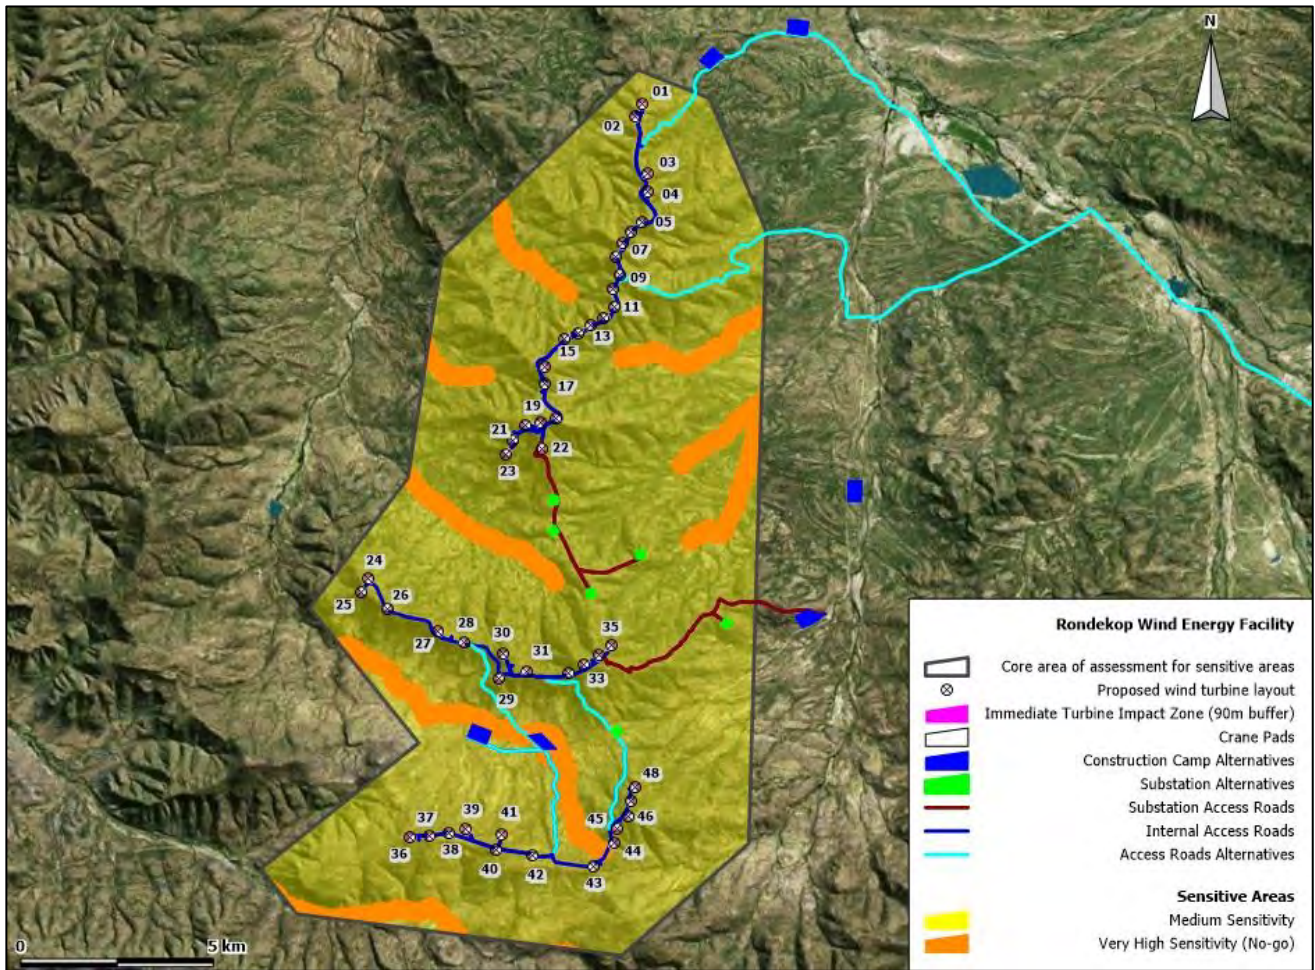 N
01
02
03
04
05
07
09
11
13
15
17
19
21
22
23
24
25
26
27
28
30
35
31
33
29
48
39
41
45
46
37
36
38
40
42
44
43
0
5 km
Rondekop Wind Energy Facility
Core area of assessment for sensitive areas
Proposed wind turbine layout
Immediate Turbine Impact Zone (90m buffer)
Crane Pads
Construction Camp Alternatives
Substation Alternatives
Substation Access Roads
Internal Access Roads
Access Roads Alternatives
Sensitive Areas
Medium Sensitivity
Very High Sensitivity (No-go)